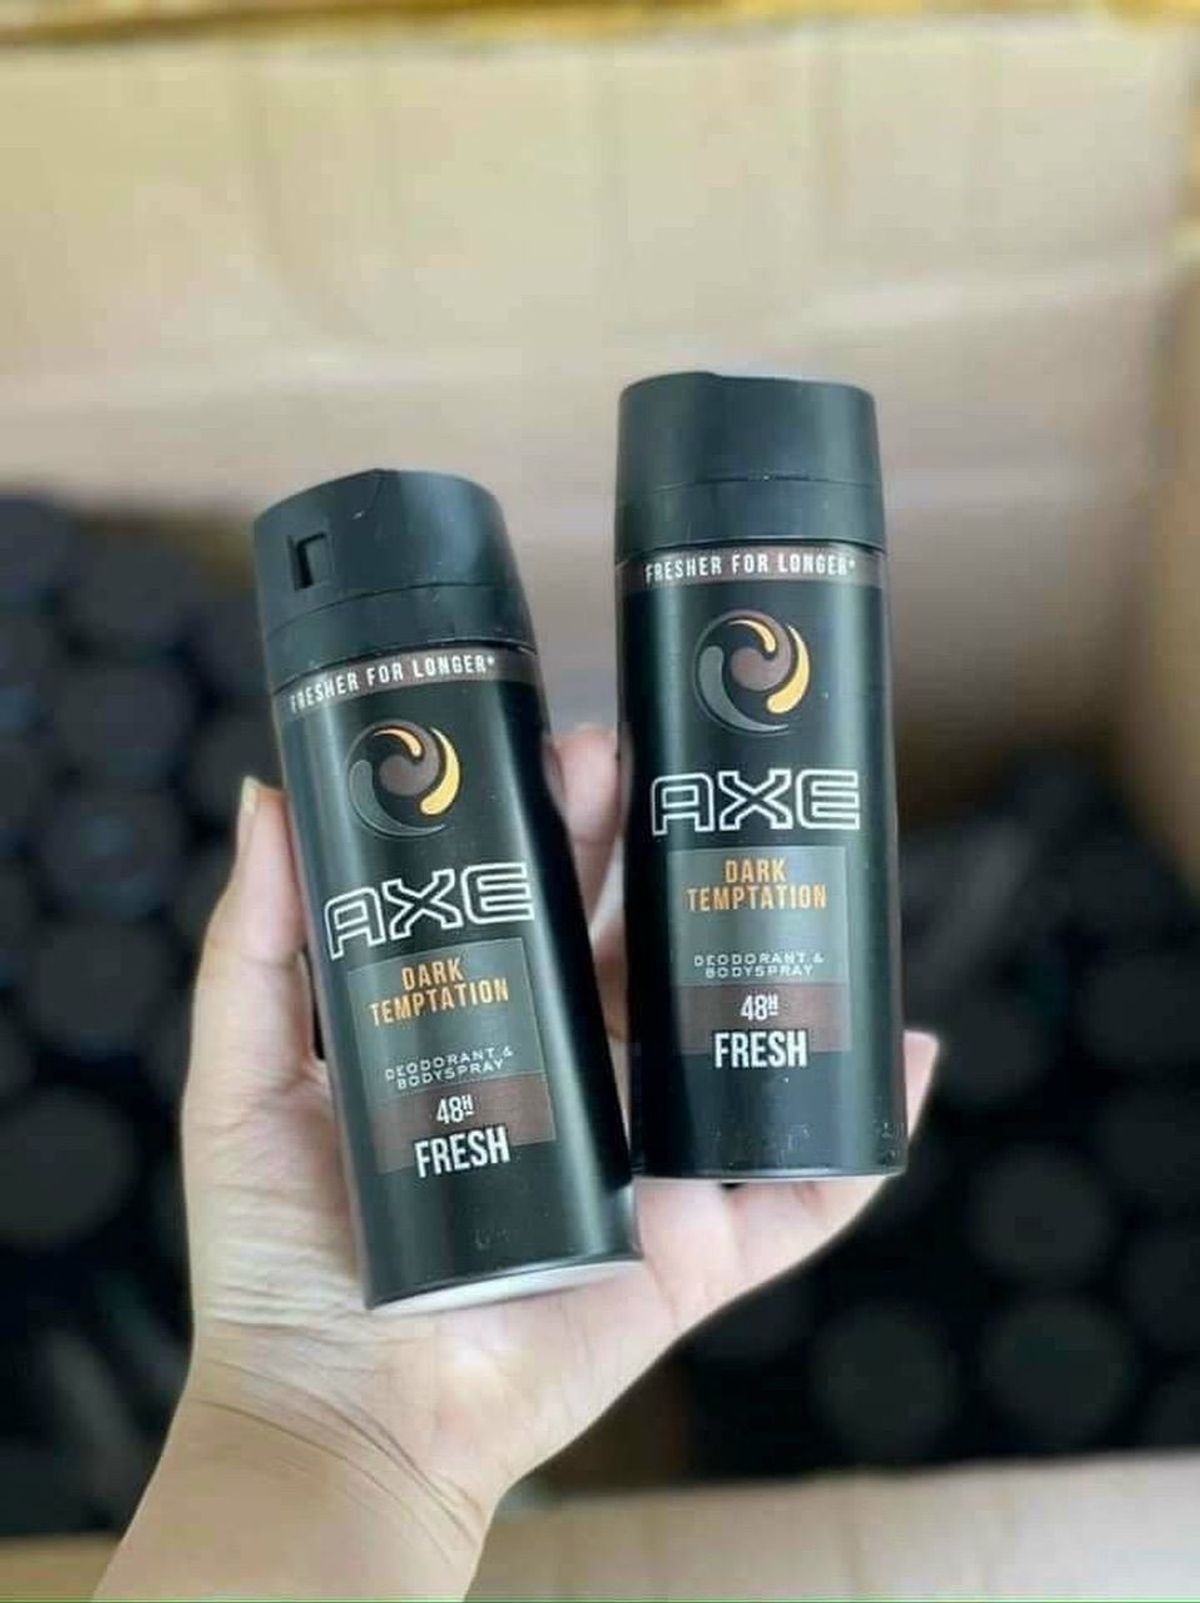 FRESHER FOR LONGER*
AXE
DARK
TEMPTATION
DEODORANT &
BODYSPRAY
48H
FRESH
FRESHER FOR LONGER*
AXE
DARK
TEMPTATION
DEODORANT &
BODYSPRAY
48H
FRESH